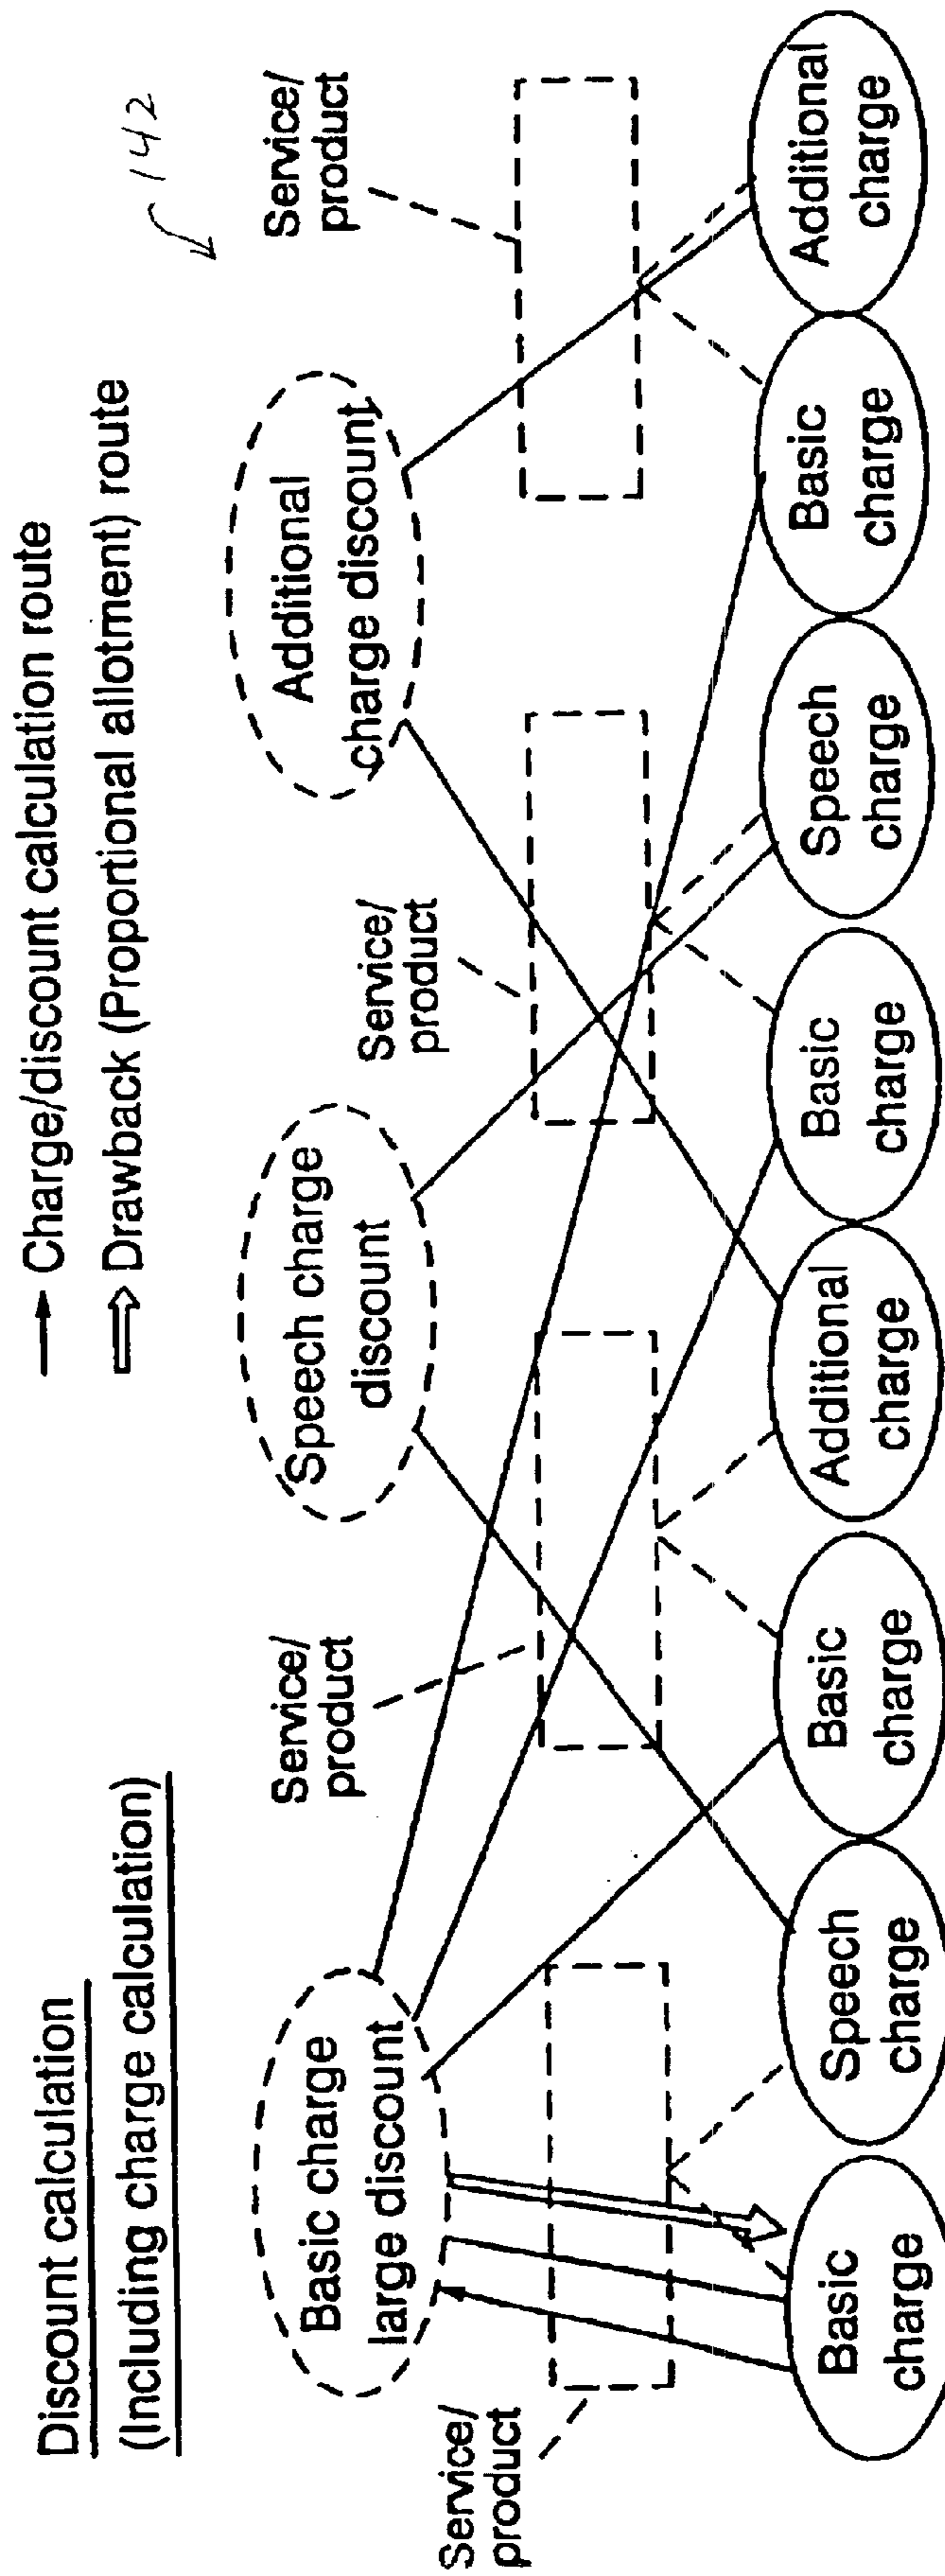 Discount calculation
(Including charge calculation)
Charge/discount calculation route
Drawback (Proportional allotment) route
142
Basic charge
large discount
Speech charge
discount
Additional
charge discount
Service/
product
Service/
product
Service/
product
Service/
product
Basic
charge
Speech
charge
Basic
charge
Additional
charge
Basic
charge
Speech
charge
Basic
charge
Additional
charge